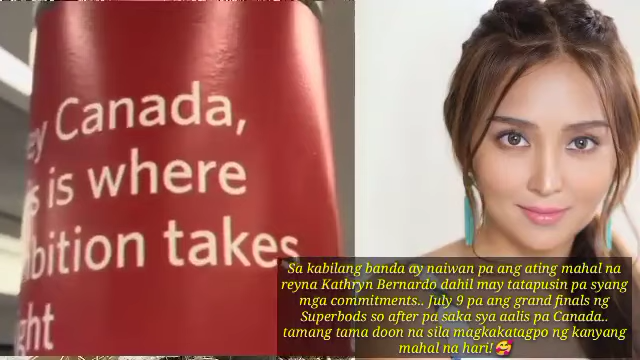 ey Canada,
s is where
bition takes
ght
Sa kabilang banda ay naiwan pa ang ating mahal na
reyna Kathryn Bernardo dahil may tatapusin pa syang
mga commitments.. July 9 pa ang grand finals ng
Superbods so after pa saka sya aalis pa Canada..
tamang tama doon na sila magkakatagpo ng kanyang
mahal na hari!🥰